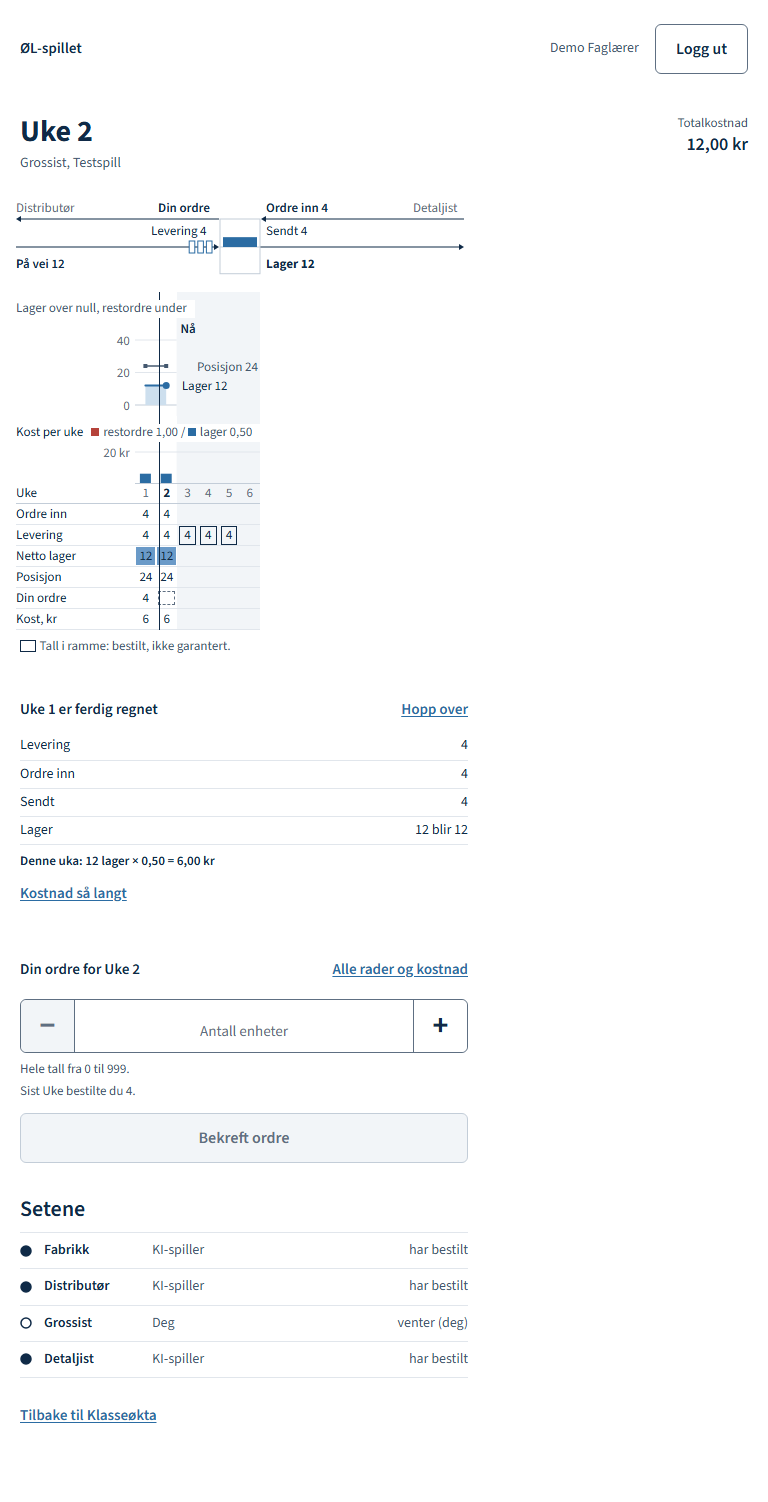 ØL-spillet
Demo Faglærer
Logg ut
Uke 2
Grossist, Testspill
Totalkostnad
12,00 kr
Distributør Din ordre Ordre inn 4 Detaljist
Levering 4 Sendt 4
På vei 12 Lager 12
Lager over null, restordre under
Nå
40
Posisjon 24
20
Lager 12
0
Kost per uke restordre 1,00 / lager 0,50
20 kr
Uke 1 2 3 4 5 6
Ordre inn 4 4
Levering 4 4 4 4 4
Netto lager 12 12
Posisjon 24 24
Din ordre 4
Kost, kr 6 6
Tall i ramme: bestilt, ikke garantert.
Uke 1 er ferdig regnet Hopp over
Levering 4
Ordre inn 4
Sendt 4
Lager 12 blir 12
Denne uka: 12 lager × 0,50 = 6,00 kr
Kostnad så langt
Din ordre for Uke 2 Alle rader og kostnad
− Antall enheter +
Hele tall fra 0 til 999.
Sist Uke bestilte du 4.
Bekreft ordre
Setene
Fabrikk KI-spiller har bestilt
Distributør KI-spiller har bestilt
Grossist Deg venter (deg)
Detaljist KI-spiller har bestilt
Tilbake til Klasseøkta